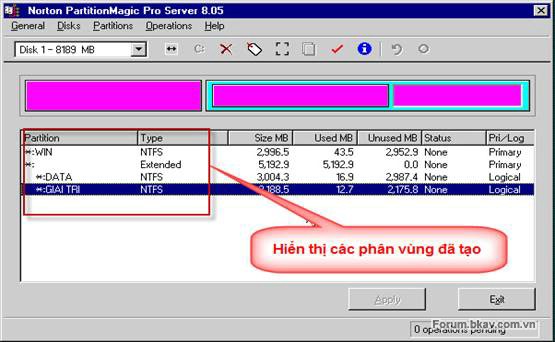 Norton PartitionMagic Pro Server 8.05
General Disks Partitions Operations
Disk 1 - 8189 MB
C:
Partition Type Size MB Used MB Unused MB Status Pri/Log
*:WIN NTFS 2,996.5 43.5 2,952.9 None Primary
*: Extended 5,192.9 5,192.9 0.0 None Primary
*:DATA NTFS 3,004.3 16.9 2,987.4 None Logical
*:GIAI TRI NTFS 2,188.5 12.7 2,175.8 None Logical
Hiển thị các phân vùng đã tạo
Apply Exit
Forum.bkav.com.vn
0 operations pending